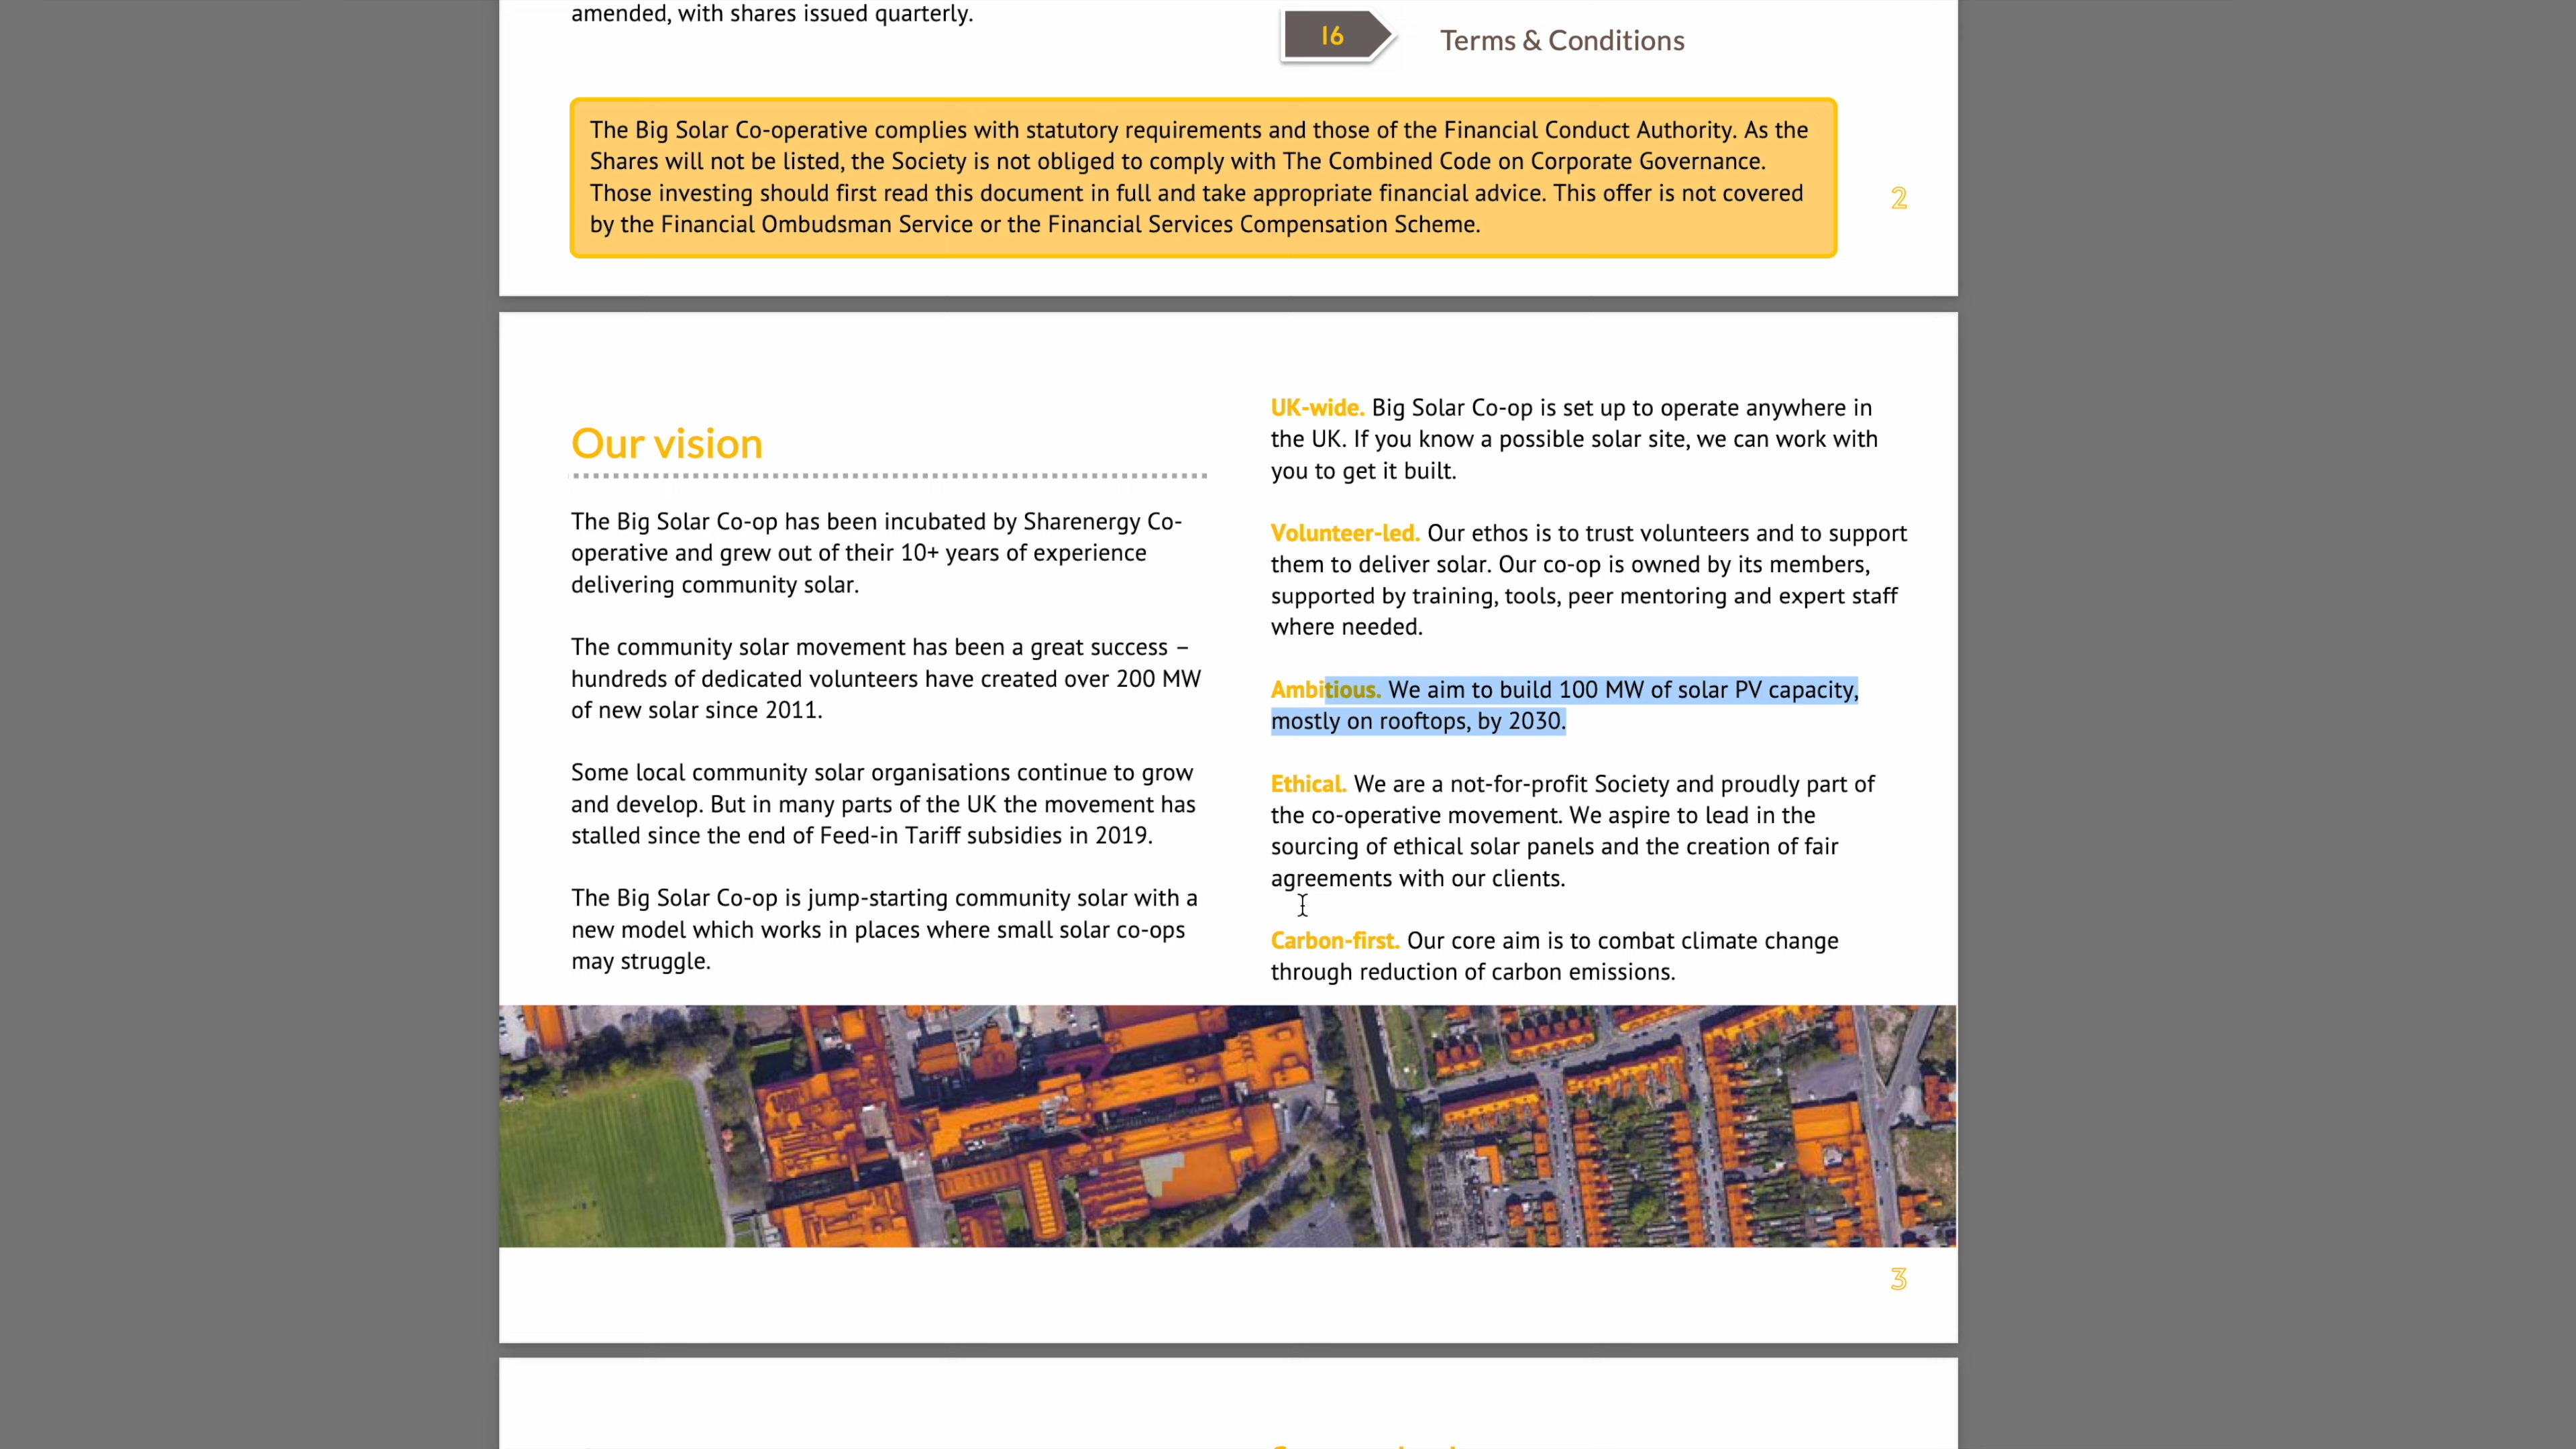 amended, with shares issued quarterly.
16
Terms & Conditions
The Big Solar Co-operative complies with statutory requirements and those of the Financial Conduct Authority. As the
Shares will not be listed, the Society is not obliged to comply with The Combined Code on Corporate Governance.
Those investing should first read this document in full and take appropriate financial advice. This offer is not covered
by the Financial Ombudsman Service or the Financial Services Compensation Scheme.
2
Our vision
The Big Solar Co-op has been incubated by Sharenergy Co-
operative and grew out of their 10+ years of experience
delivering community solar.
The community solar movement has been a great success –
hundreds of dedicated volunteers have created over 200 MW
of new solar since 2011.
Some local community solar organisations continue to grow
and develop. But in many parts of the UK the movement has
stalled since the end of Feed-in Tariff subsidies in 2019.
The Big Solar Co-op is jump-starting community solar with a
new model which works in places where small solar co-ops
may struggle.
UK-wide. Big Solar Co-op is set up to operate anywhere in
the UK. If you know a possible solar site, we can work with
you to get it built.
Volunteer-led. Our ethos is to trust volunteers and to support
them to deliver solar. Our co-op is owned by its members,
supported by training, tools, peer mentoring and expert staff
where needed.
Ambitious. We aim to build 100 MW of solar PV capacity,
mostly on rooftops, by 2030.
Ethical. We are a not-for-profit Society and proudly part of
the co-operative movement. We aspire to lead in the
sourcing of ethical solar panels and the creation of fair
agreements with our clients.
Carbon-first. Our core aim is to combat climate change
through reduction of carbon emissions.
3